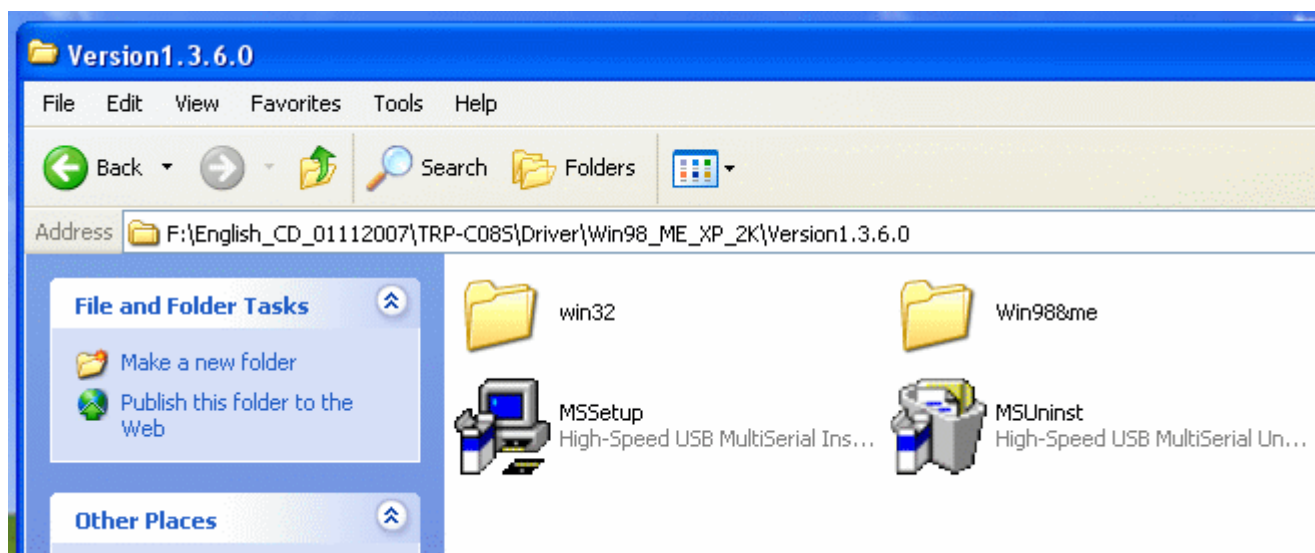 Version1.3.6.0
File Edit View Favorites Tools Help
Back Search Folders
Address F:\English_CD_01112007\TRP-C08S\Driver\Win98_ME_XP_2K\Version1.3.6.0
File and Folder Tasks
Make a new folder
Publish this folder to the
Web
Other Places
win32
Win98&me
MSSetup
High-Speed USB MultiSerial Ins...
MSUninst
High-Speed USB MultiSerial Un...